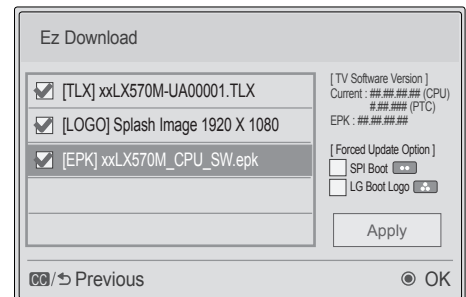 Ez Download
[TLX] xxLX570M-UA00001.TLX
[LOGO] Splash Image 1920 X 1080
[EPK] xxLX570M_CPU_SW.epk
[ TV Software Version ]
Current : ##.##.##.## (CPU)
#.##.### (PTC)
EPK : ##.##.##.##
[ Forced Update Option ]
SPI Boot
LG Boot Logo
Apply
CC/ Previous
OK